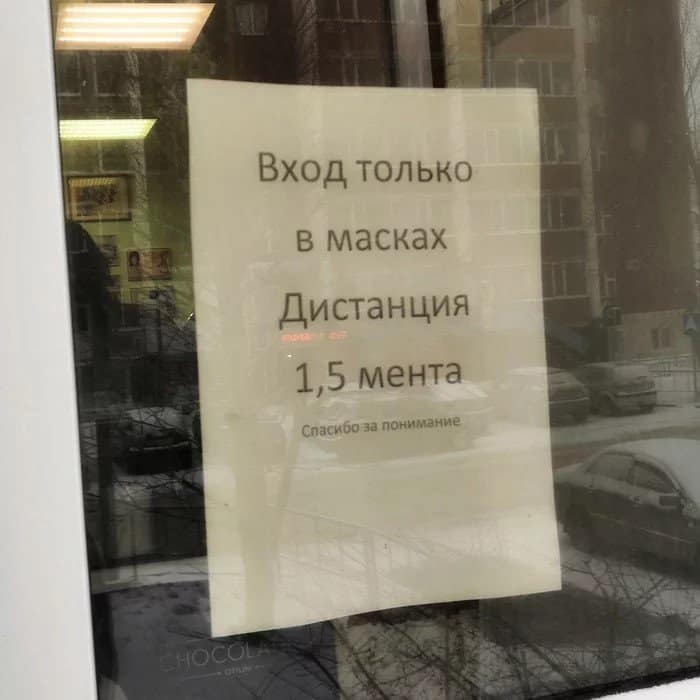 Вход только
в масках
Дистанция
1,5 мента
Спасибо за понимание